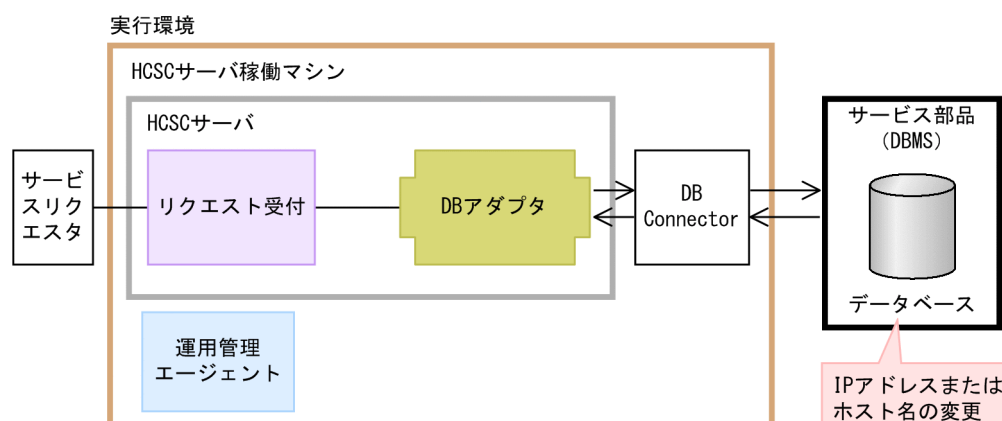 実行環境
HCSCサーバ稼働マシン
HCSCサーバ
サービ
スリク
エスタ
リクエスト受付
DBアダプタ
DB
Connector
サービス部品
(DBMS)
データベース
運用管理
エージェント
IPアドレスまたは
ホスト名の変更